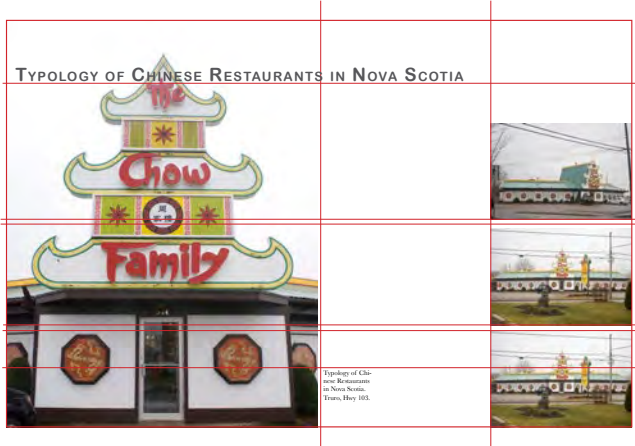 TYPOLOGY OF CHINESE RESTAURANTS IN NOVA SCOTIA
The
Chow
Family
Typology of Chi-
nese Restaurants
in Nova Scotia.
Truro, Hwy 103.